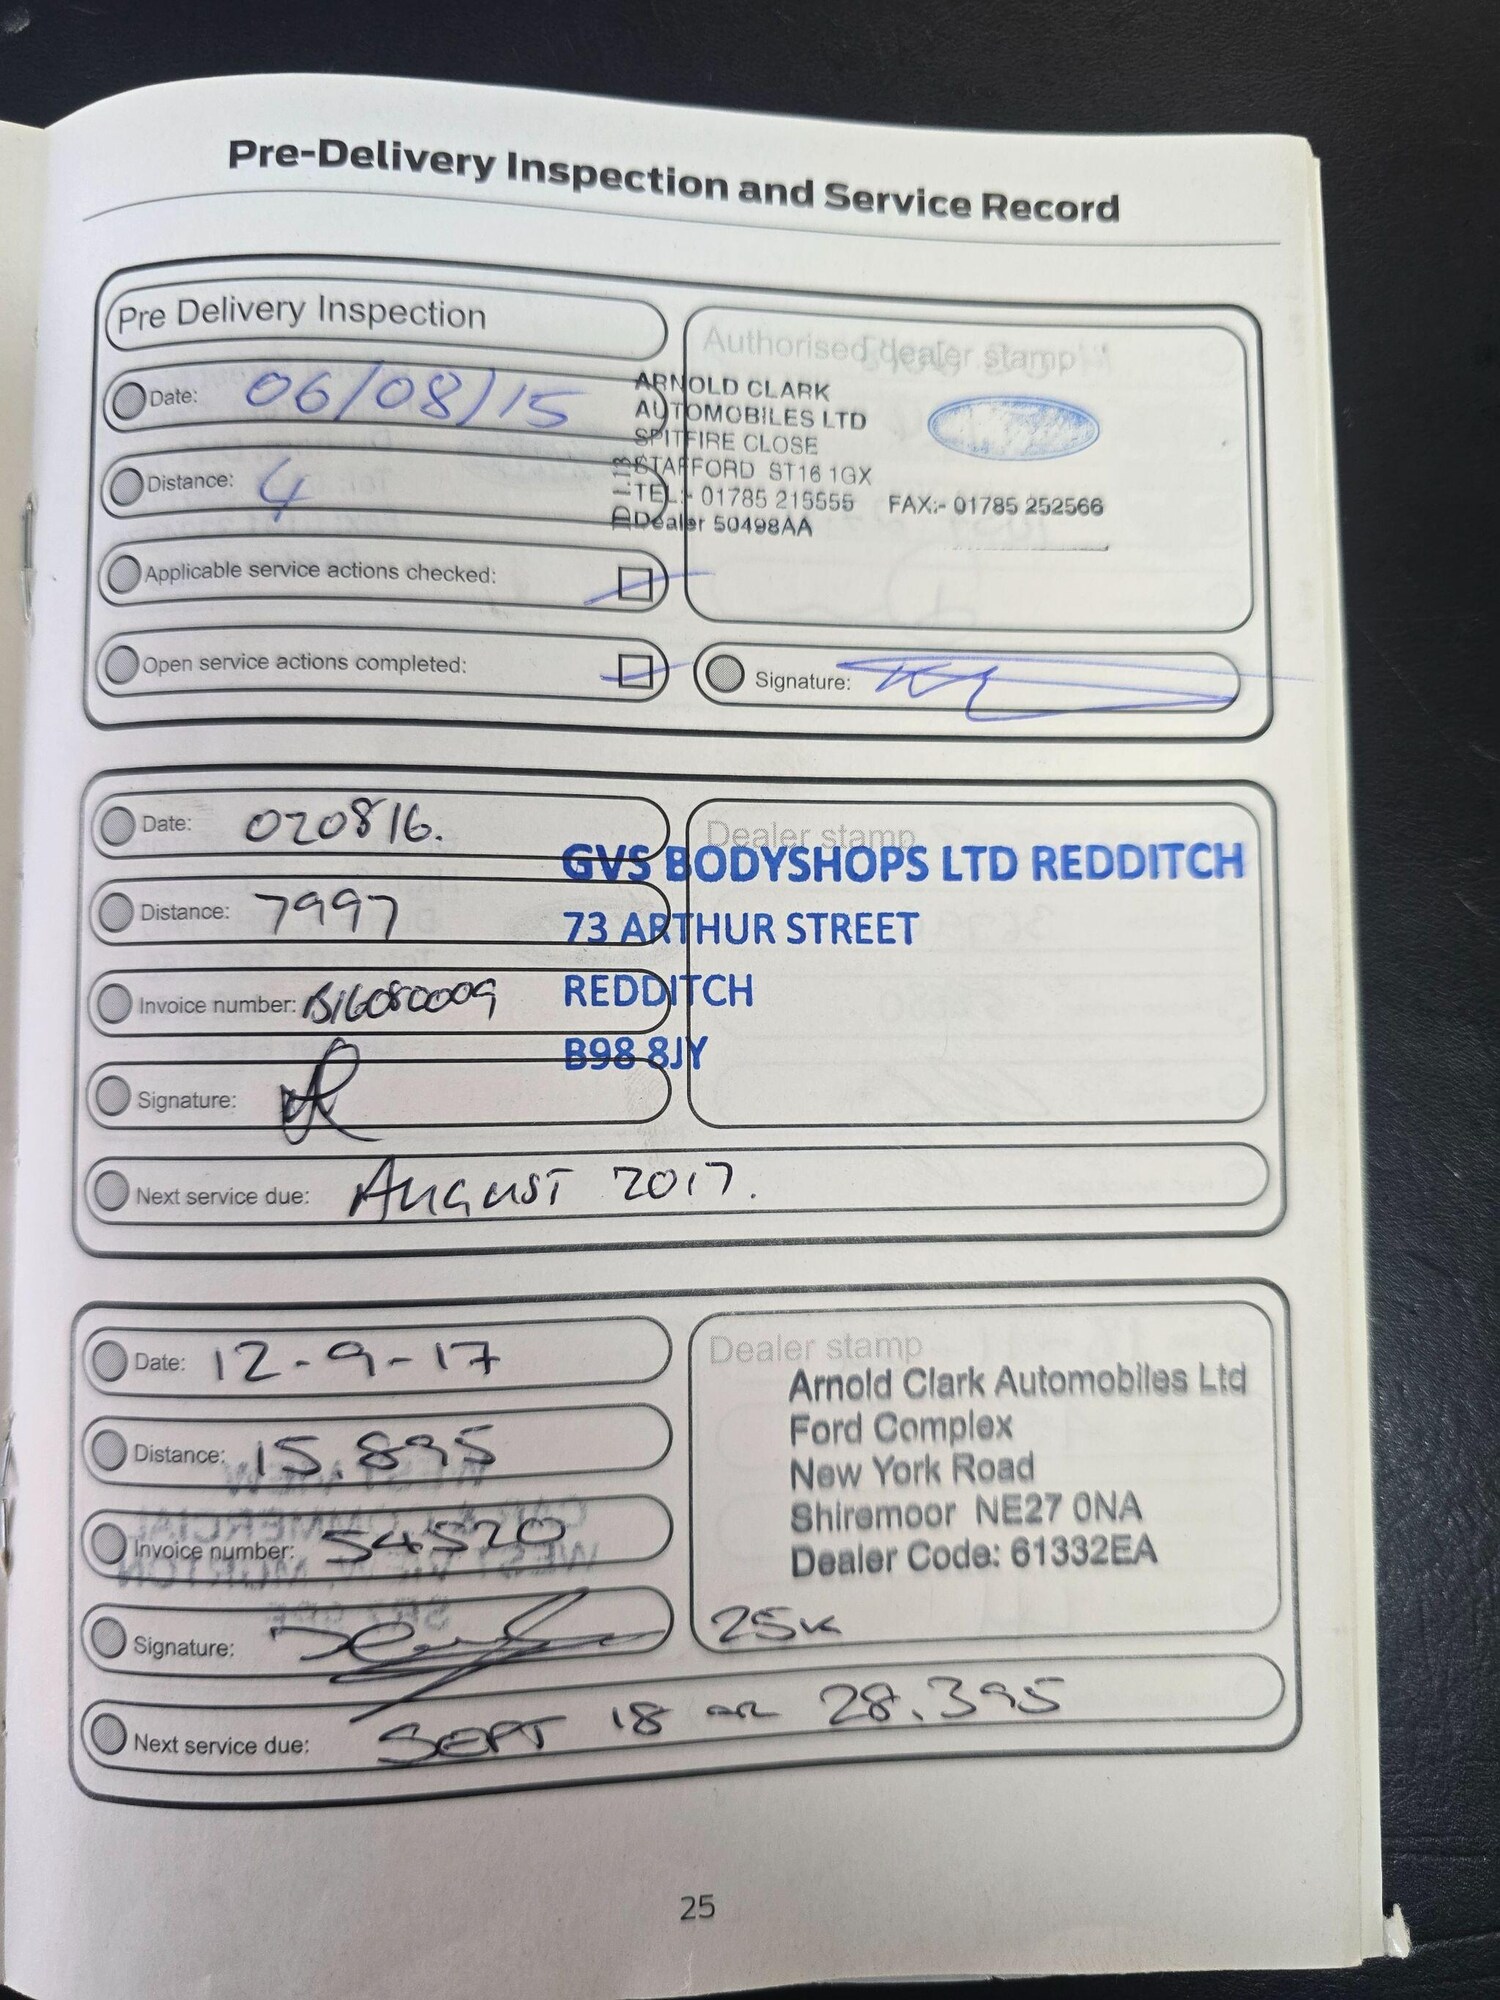 Pre-Delivery Inspection and Service Record
Pre Delivery Inspection
Authorised dealer stamp
Date: 06/08/15
ARNOLD CLARK
AUTOMOBILES LTD
SPITFIRE CLOSE
STAFFORD ST16 1GX
TEL:- 01785 215555 FAX:- 01785 252566
Dealer 50498AA
Distance: 4
Applicable service actions checked:
Open service actions completed:
Signature:
Date: 020816.
Dealer stamp
GVS BODYSHOPS LTD REDDITCH
73 ARTHUR STREET
REDDITCH
B98 8JY
Distance: 7997
Invoice number: B16080009
Signature:
Next service due: AUGUST 2017.
Date: 12-9-17
Dealer stamp
Arnold Clark Automobiles Ltd
Ford Complex
New York Road
Shiremoor NE27 0NA
Dealer Code: 61332EA
25K
Distance: 15.895
Invoice number: 54520
Signature:
Next service due: SEPT 18 OR 28.395
25